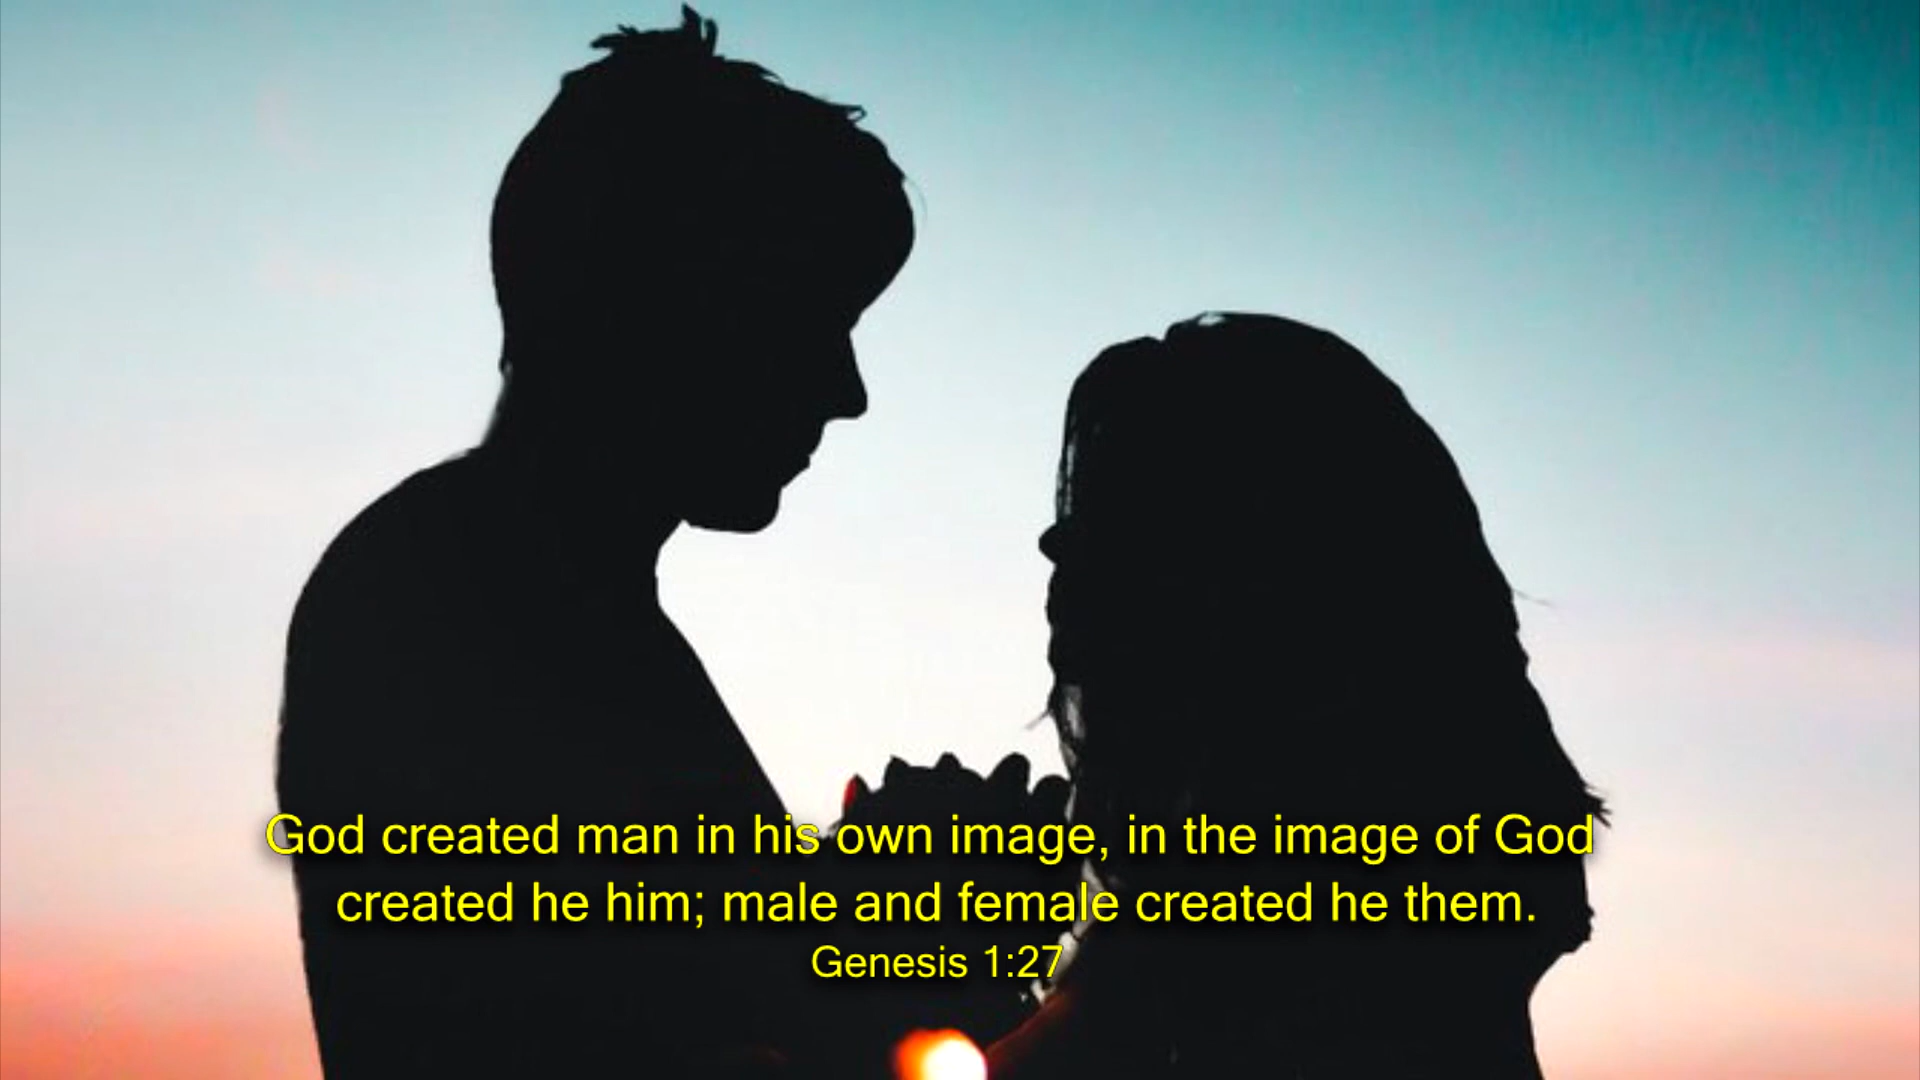 God created man in his own image, in the image of God
created he him; male and female created he them.
Genesis 1:27